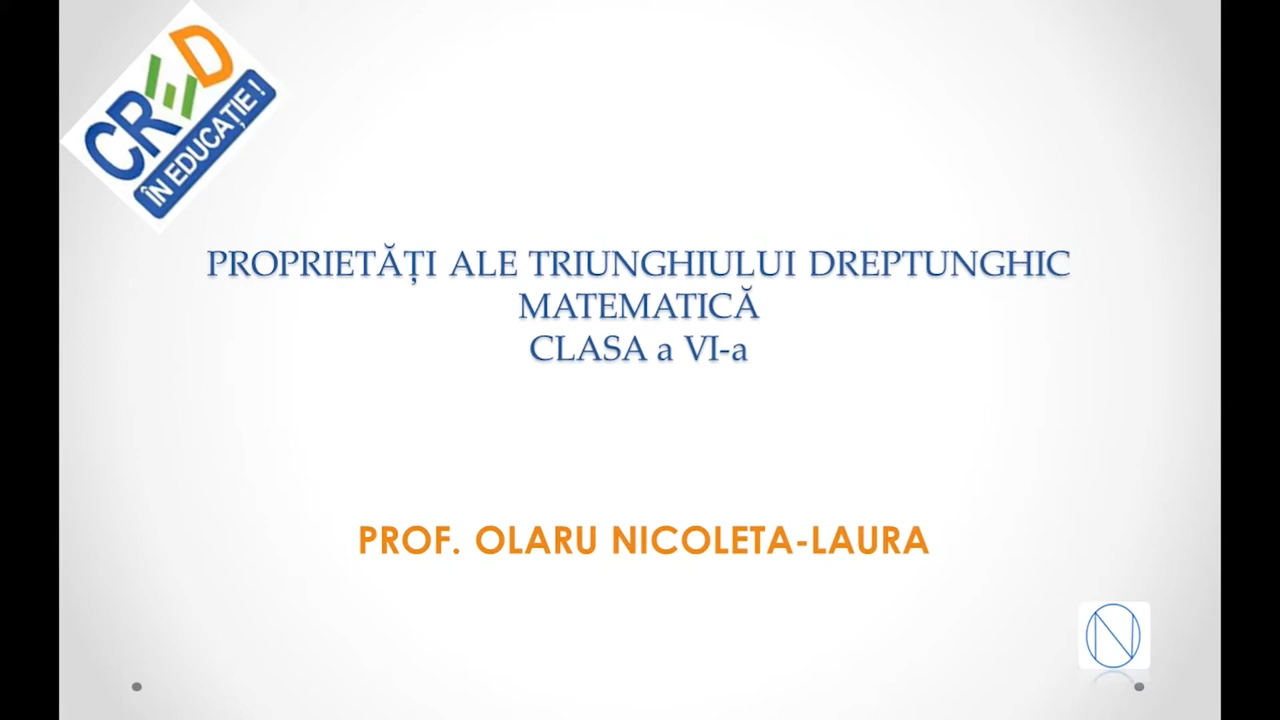 CRED
ÎN EDUCAȚIE!
PROPRIETĂȚI ALE TRIUNGHIULUI DREPTUNGHIC
MATEMATICĂ
CLASA a VI-a
PROF. OLARU NICOLETA-LAURA
N